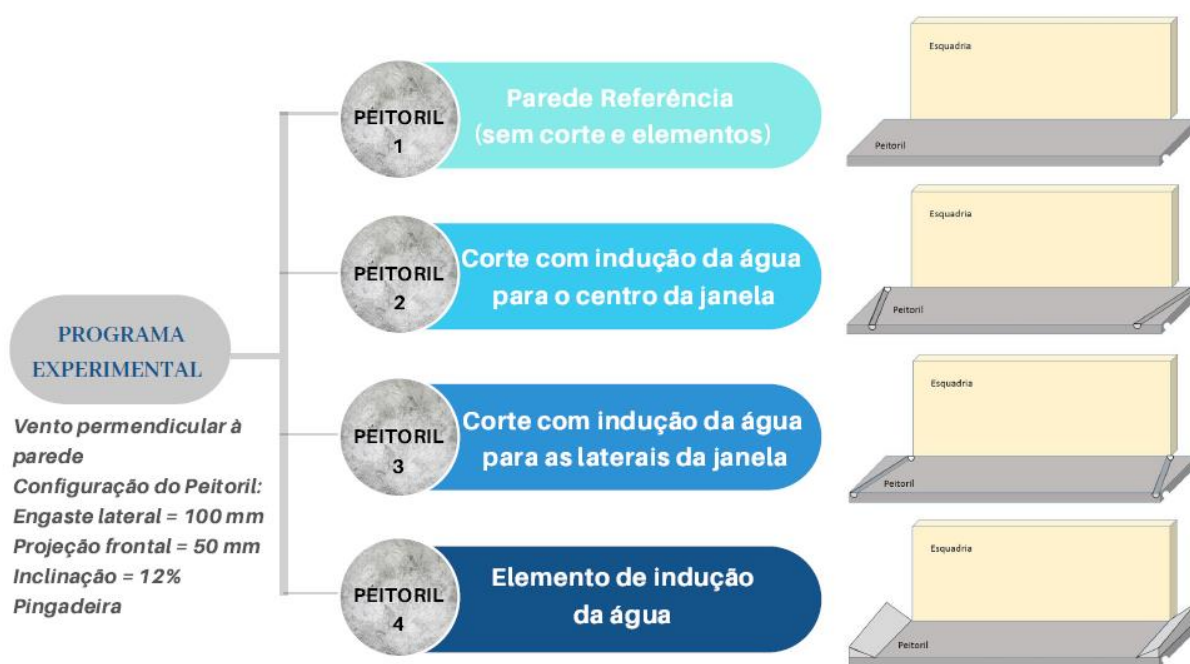 PROGRAMA
EXPERIMENTAL
Vento permendicular à
parede
Configuração do Peitoril:
Engaste lateral = 100 mm
Projeção frontal = 50 mm
Inclinação = 12%
Pingadeira
PEITORIL
1
Parede Referência
(sem corte e elementos)
Esquadria
Peitoril
PEITORIL
2
Corte com indução da água
para o centro da janela
Esquadria
Peitoril
PEITORIL
3
Corte com indução da água
para as laterais da janela
Esquadria
Peitoril
PEITORIL
4
Elemento de indução
da água
Esquadria
Peitoril